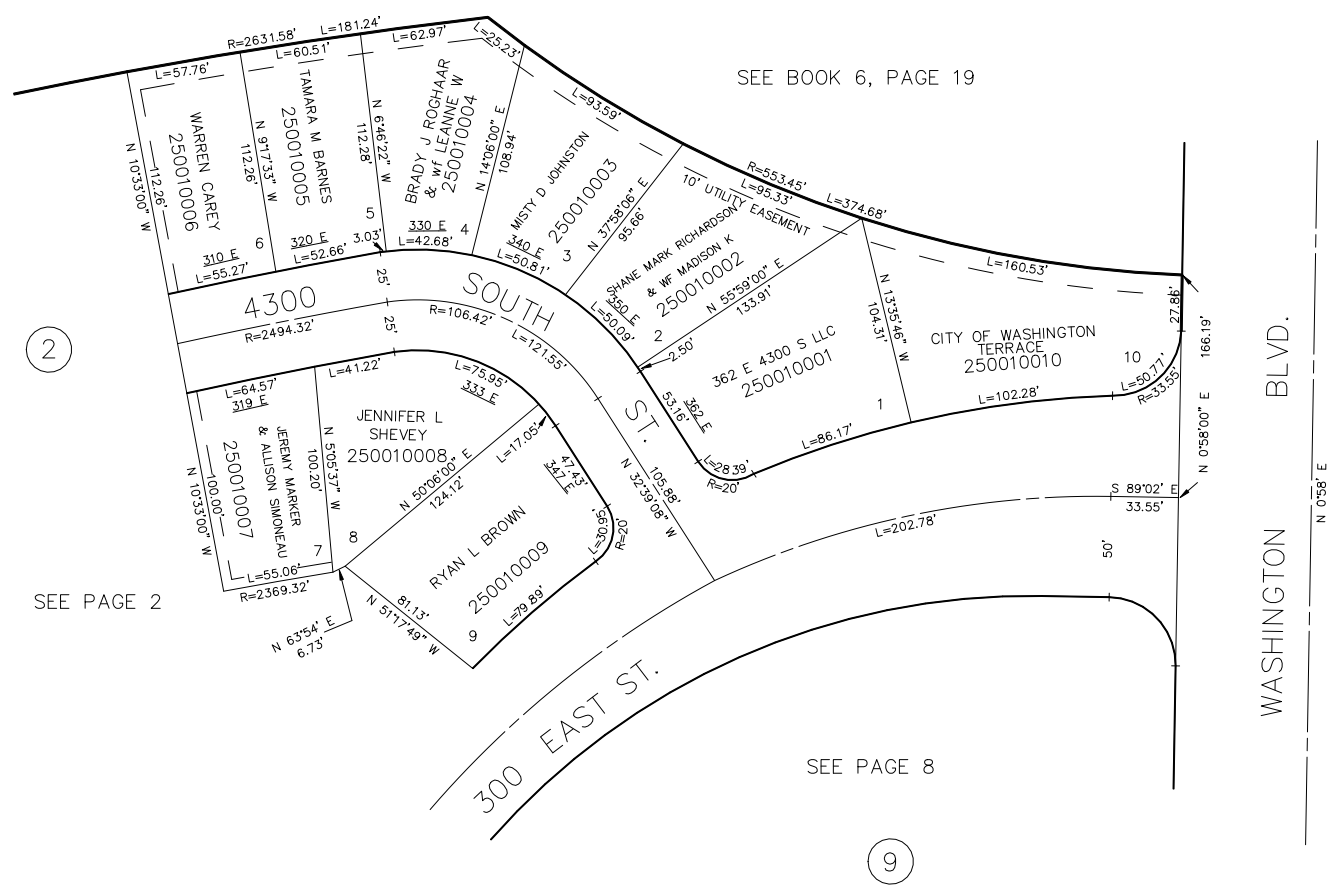 R=2631.58' L=181.24'
L=57.76'
L=60.51'
L=62.97'
L=25.23'
SEE BOOK 6, PAGE 19
L=93.59'
R=553.45'
L=374.68'
L=95.33'
10' UTILITY EASEMENT
L=160.53'
N 10°33'00" W
112.26'
WARREN CAREY
250010006
310 E
6
L=55.27'
N 9°17'33" W
112.26'
TAMARA M BARNES
250010005
320 E
5
L=52.66'
3.03'
N 6°46'22" W
112.28'
BRADY J ROGHAAR
& wf LEANNE W
250010004
330 E
4
L=42.68'
N 14°06'00" E
108.94'
MISTY D JOHNSTON
250010003
340 E
3
L=50.81'
N 37°58'06" E
95.66'
SHANE MARK RICHARDSON
& WF MADISON K
250010002
350 E
2
L=50.09'
N 55°59'00" E
133.91'
2.50'
362 E 4300 S LLC
250010001
362 E
1
53.16'
L=28.39'
R=20'
L=86.17'
N 13°35'46" W
104.31'
CITY OF WASHINGTON
TERRACE
250010010
10
L=102.28'
L=50.77'
R=33.55'
27.86'
166.19'
N 0°58'00" E
S 89°02' E
33.55'
N 0°58' E
WASHINGTON BLVD.
4300 SOUTH ST.
25'
25'
R=2494.32'
R=106.42'
L=121.55'
105.88'
N 32°39'08" W
2
L=64.57'
319 E
L=41.22'
L=75.95'
333 E
N 10°33'00" W
100.00'
250010007
JEREMY MARKER
& ALLISON SIMONEAU
7
L=55.06'
R=2369.32'
N 5°05'37" W
100.20'
JENNIFER L
SHEVEY
250010008
8
N 50°06'00" E
124.12'
L=17.05'
47.43'
347 E
L=30.95'
R=20'
RYAN L BROWN
250010009
9
L=79.89'
81.13'
N 51°17'49" W
N 63°54' E
6.73'
SEE PAGE 2
L=202.78'
50'
300 EAST ST.
SEE PAGE 8
9